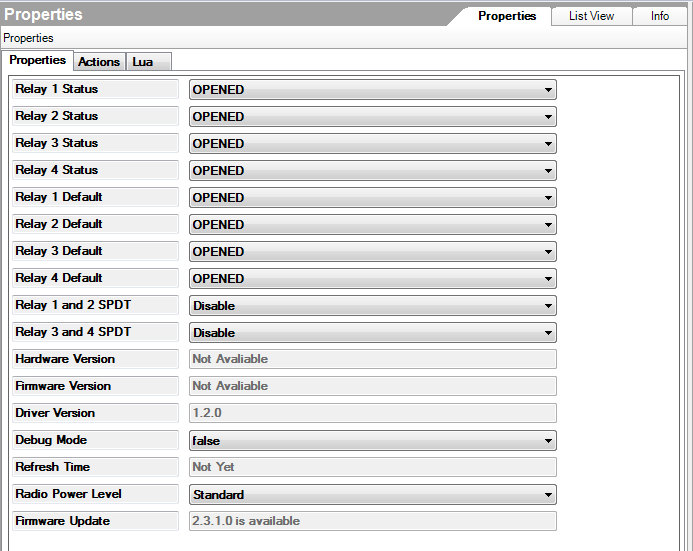 Properties
Properties List View Info
Properties
Properties Actions Lua
Relay 1 Status OPENED
Relay 2 Status OPENED
Relay 3 Status OPENED
Relay 4 Status OPENED
Relay 1 Default OPENED
Relay 2 Default OPENED
Relay 3 Default OPENED
Relay 4 Default OPENED
Relay 1 and 2 SPDT Disable
Relay 3 and 4 SPDT Disable
Hardware Version Not Avaliable
Firmware Version Not Avaliable
Driver Version 1.2.0
Debug Mode false
Refresh Time Not Yet
Radio Power Level Standard
Firmware Update 2.3.1.0 is available